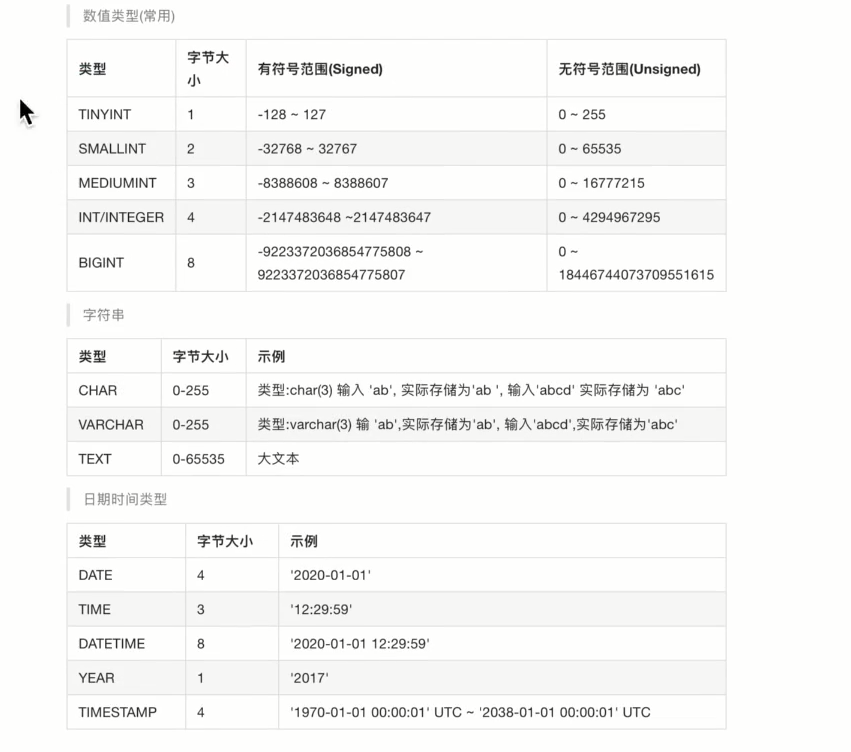 数值类型(常用)
类型 字节大小 有符号范围(Signed) 无符号范围(Unsigned)
TINYINT 1 -128 ~ 127 0 ~ 255
SMALLINT 2 -32768 ~ 32767 0 ~ 65535
MEDIUMINT 3 -8388608 ~ 8388607 0 ~ 16777215
INT/INTEGER 4 -2147483648 ~2147483647 0 ~ 4294967295
BIGINT 8 -9223372036854775808 ~ 9223372036854775807 0 ~ 18446744073709551615
字符串
类型 字节大小 示例
CHAR 0-255 类型:char(3) 输入 'ab', 实际存储为'ab ', 输入'abcd' 实际存储为 'abc'
VARCHAR 0-255 类型:varchar(3) 输 'ab',实际存储为'ab', 输入'abcd',实际存储为'abc'
TEXT 0-65535 大文本
日期时间类型
类型 字节大小 示例
DATE 4 '2020-01-01'
TIME 3 '12:29:59'
DATETIME 8 '2020-01-01 12:29:59'
YEAR 1 '2017'
TIMESTAMP 4 '1970-01-01 00:00:01' UTC ~ '2038-01-01 00:00:01' UTC